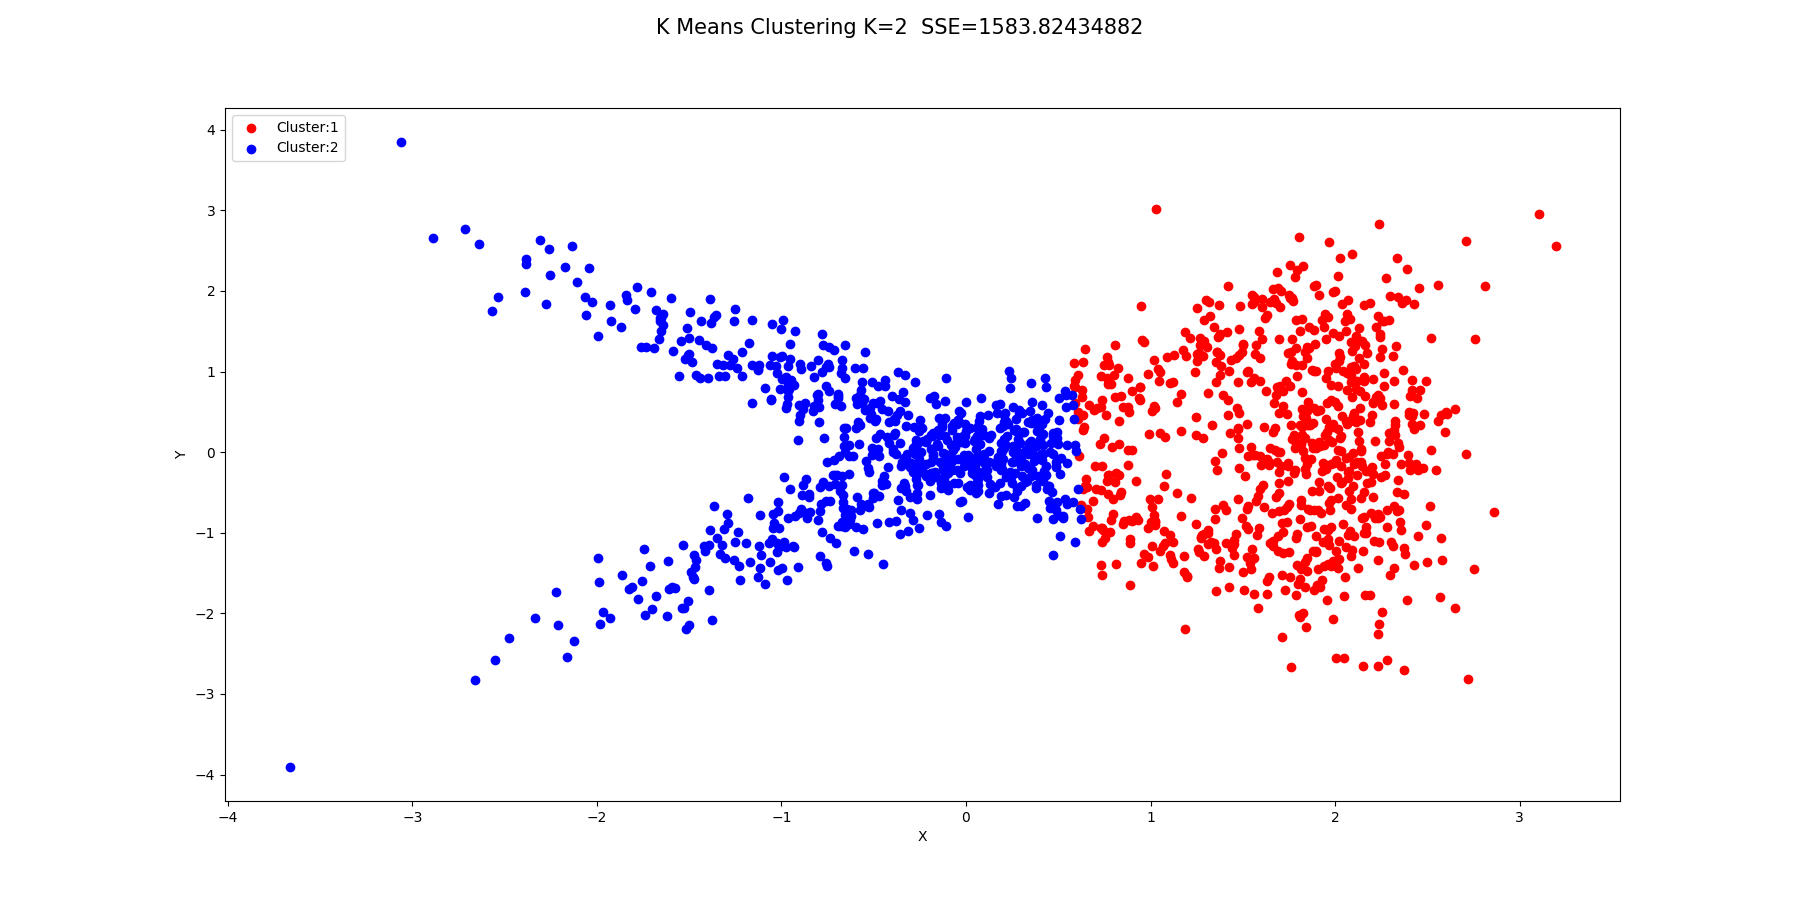 K Means Clustering K=2  SSE=1583.82434882
Cluster:1
Cluster:2
4
3
2
1
0
−1
−2
−3
−4
Y
−4 −3 −2 −1 0 1 2 3
X